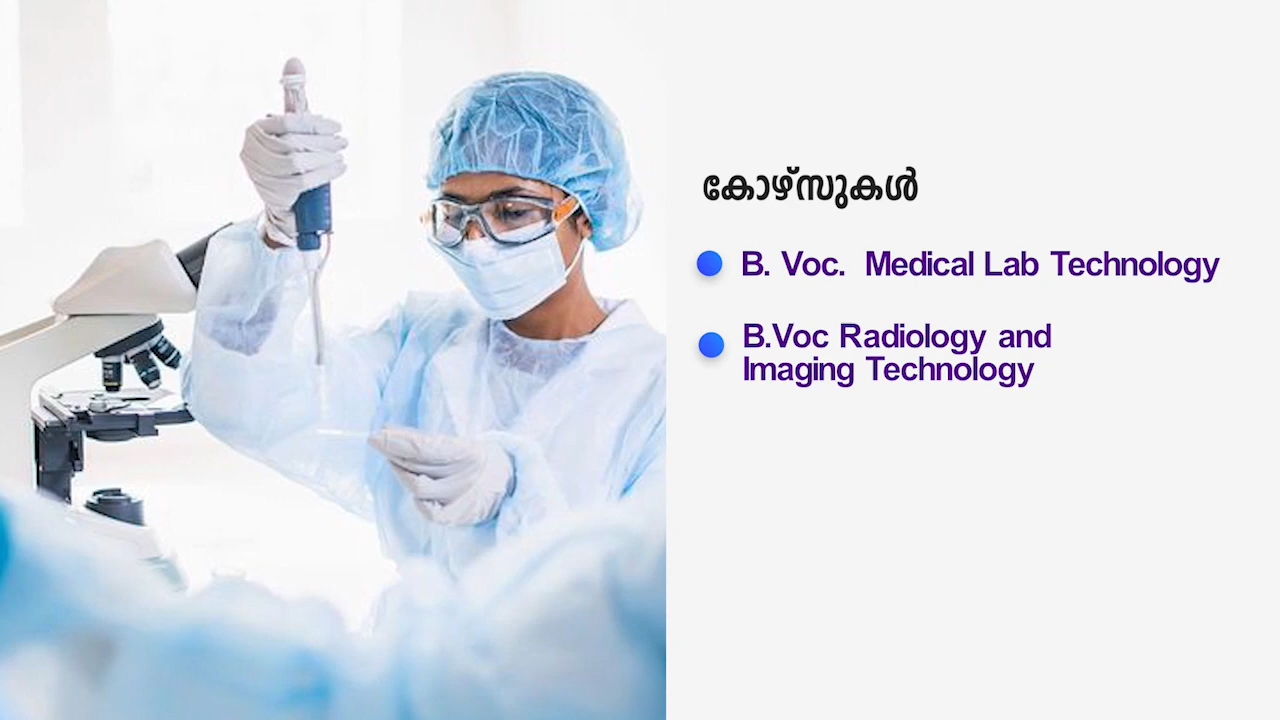 കോഴ്സുകൾ
B. Voc. Medical Lab Technology
B.Voc Radiology and
Imaging Technology